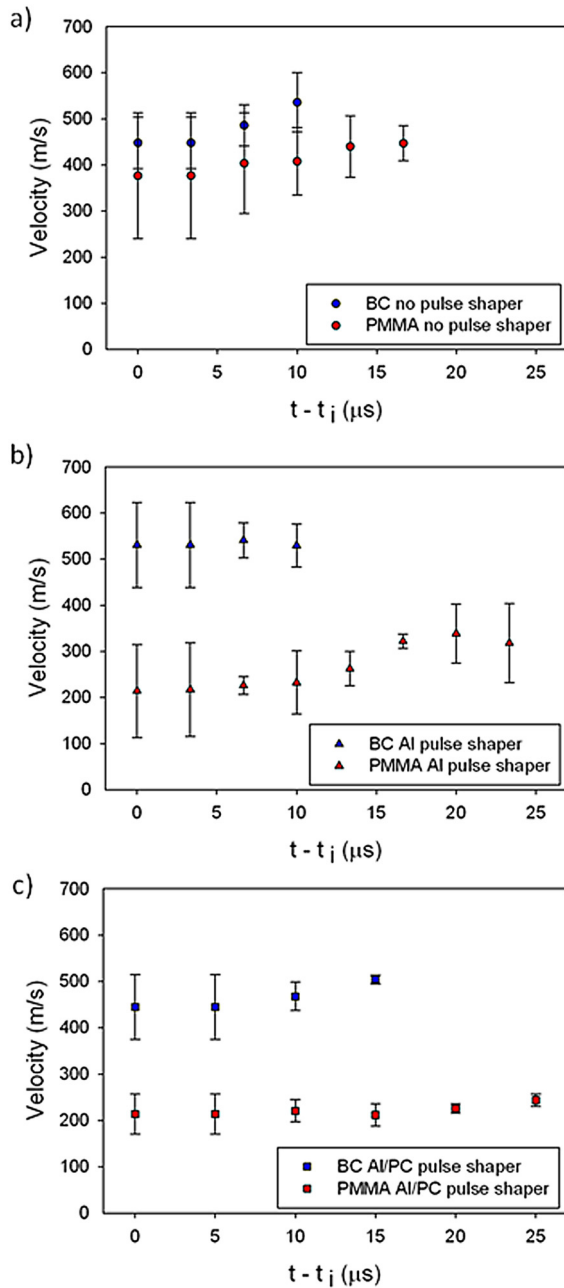 a)
700
600
500
400
300
200
100
0
Velocity (m/s)
BC no pulse shaper
PMMA no pulse shaper
0 5 10 15 20 25
t - t i (μs)
b)
700
600
500
400
300
200
100
0
Velocity (m/s)
BC Al pulse shaper
PMMA Al pulse shaper
0 5 10 15 20 25
t - t i (μs)
c)
700
600
500
400
300
200
100
0
Velocity (m/s)
BC Al/PC pulse shaper
PMMA Al/PC pulse shaper
0 5 10 15 20 25
t - t i (μs)